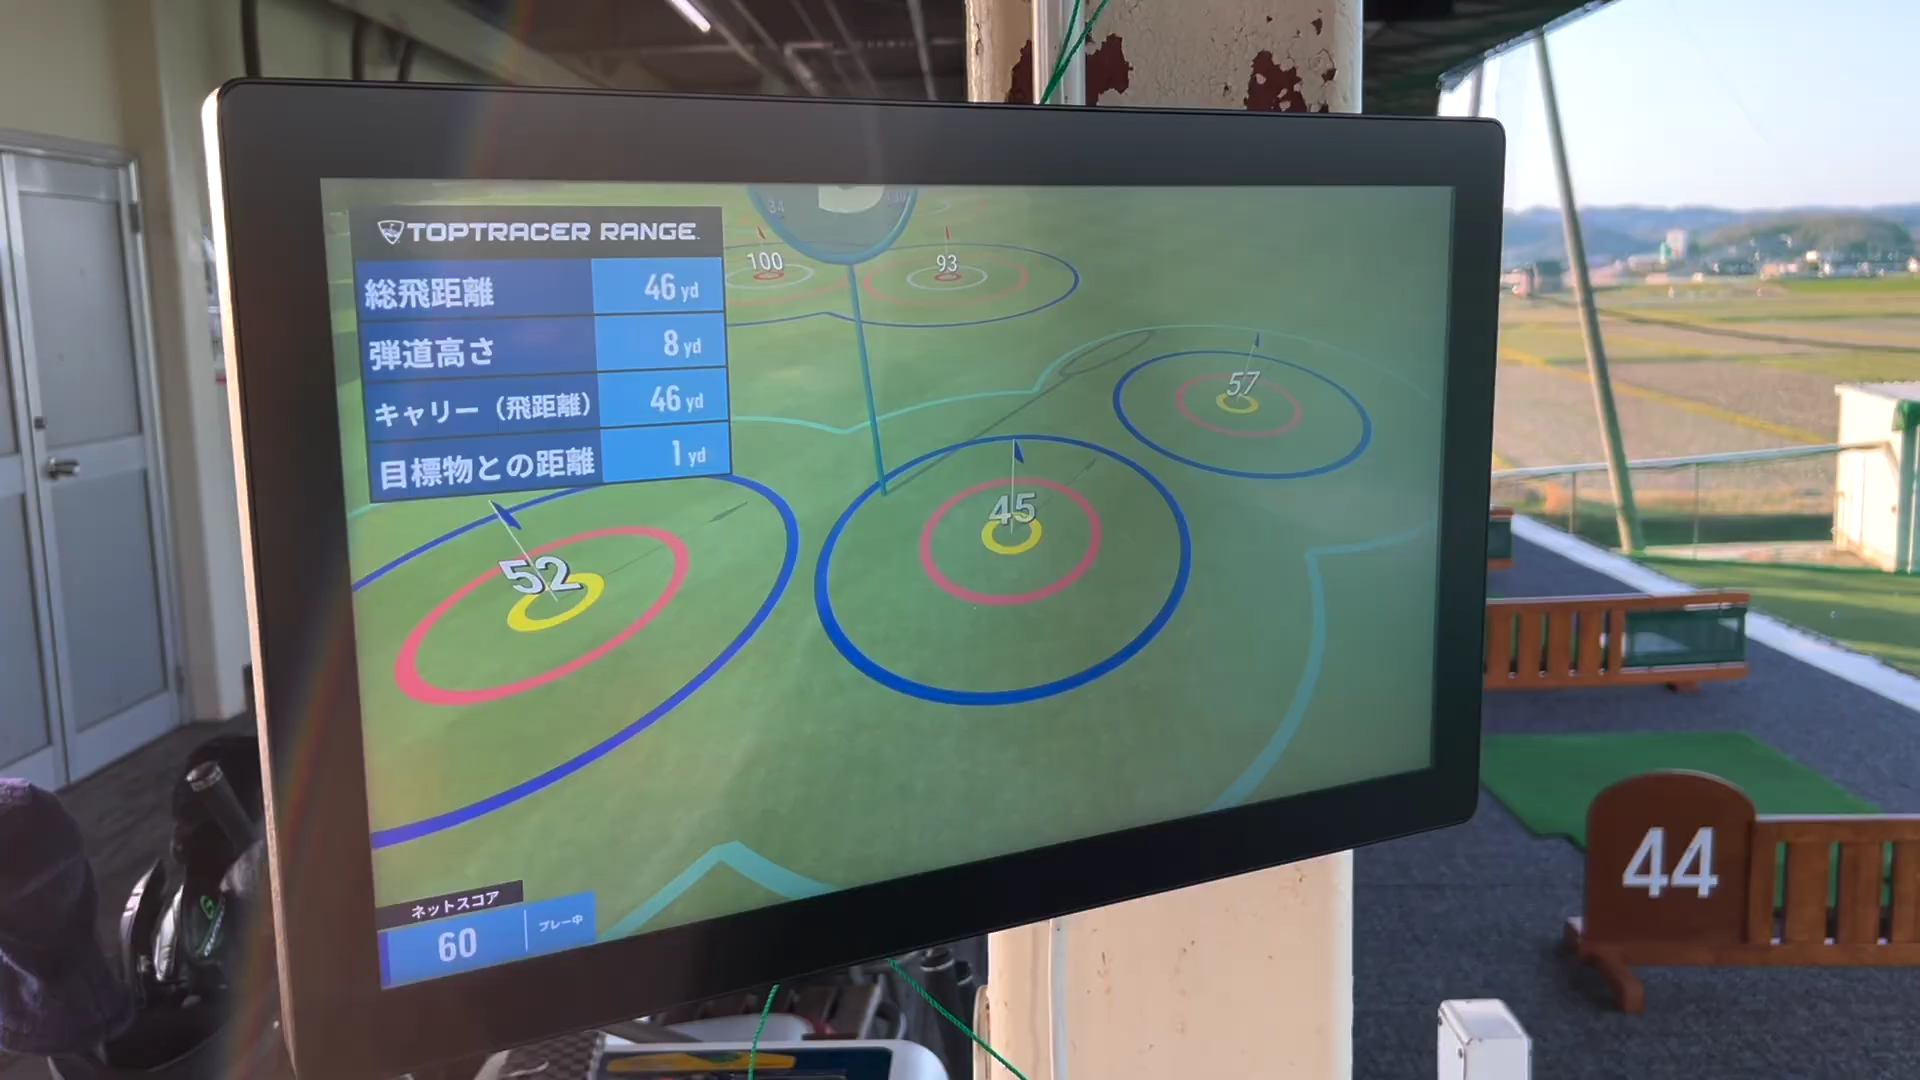 TOPTRACER RANGE
総飛距離 46 yd
弾道高さ 8 yd
キャリー（飛距離） 46 yd
目標物との距離 1 yd
34
100
93
57
45
52
ネットスコア
60 プレー中
44